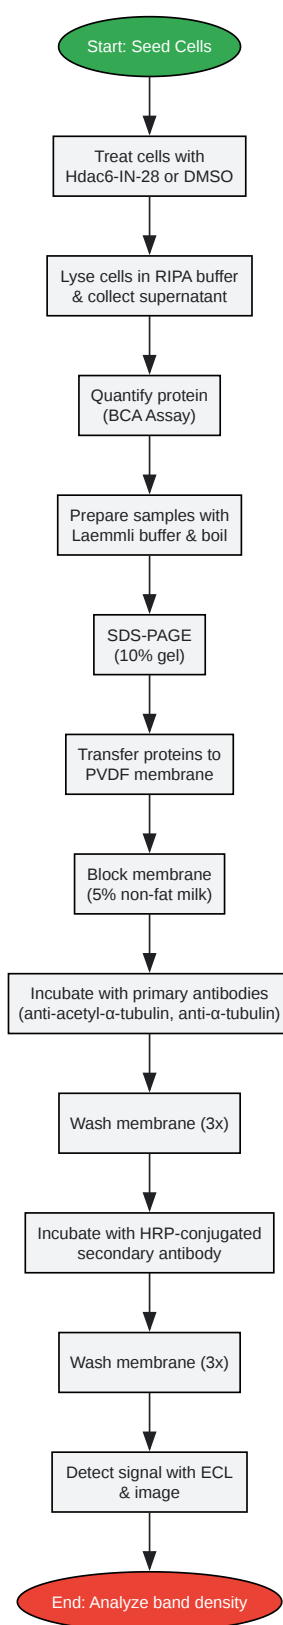 Start: Seed Cells
Treat cells with
Hdac6-IN-28 or DMSO
Lyse cells in RIPA buffer
& collect supernatant
Quantify protein
(BCA Assay)
Prepare samples with
Laemmli buffer & boil
SDS-PAGE
(10% gel)
Transfer proteins to
PVDF membrane
Block membrane
(5% non-fat milk)
Incubate with primary antibodies
(anti-acetyl-α-tubulin, anti-α-tubulin)
Wash membrane (3x)
Incubate with HRP-conjugated
secondary antibody
Wash membrane (3x)
Detect signal with ECL
& image
End: Analyze band density